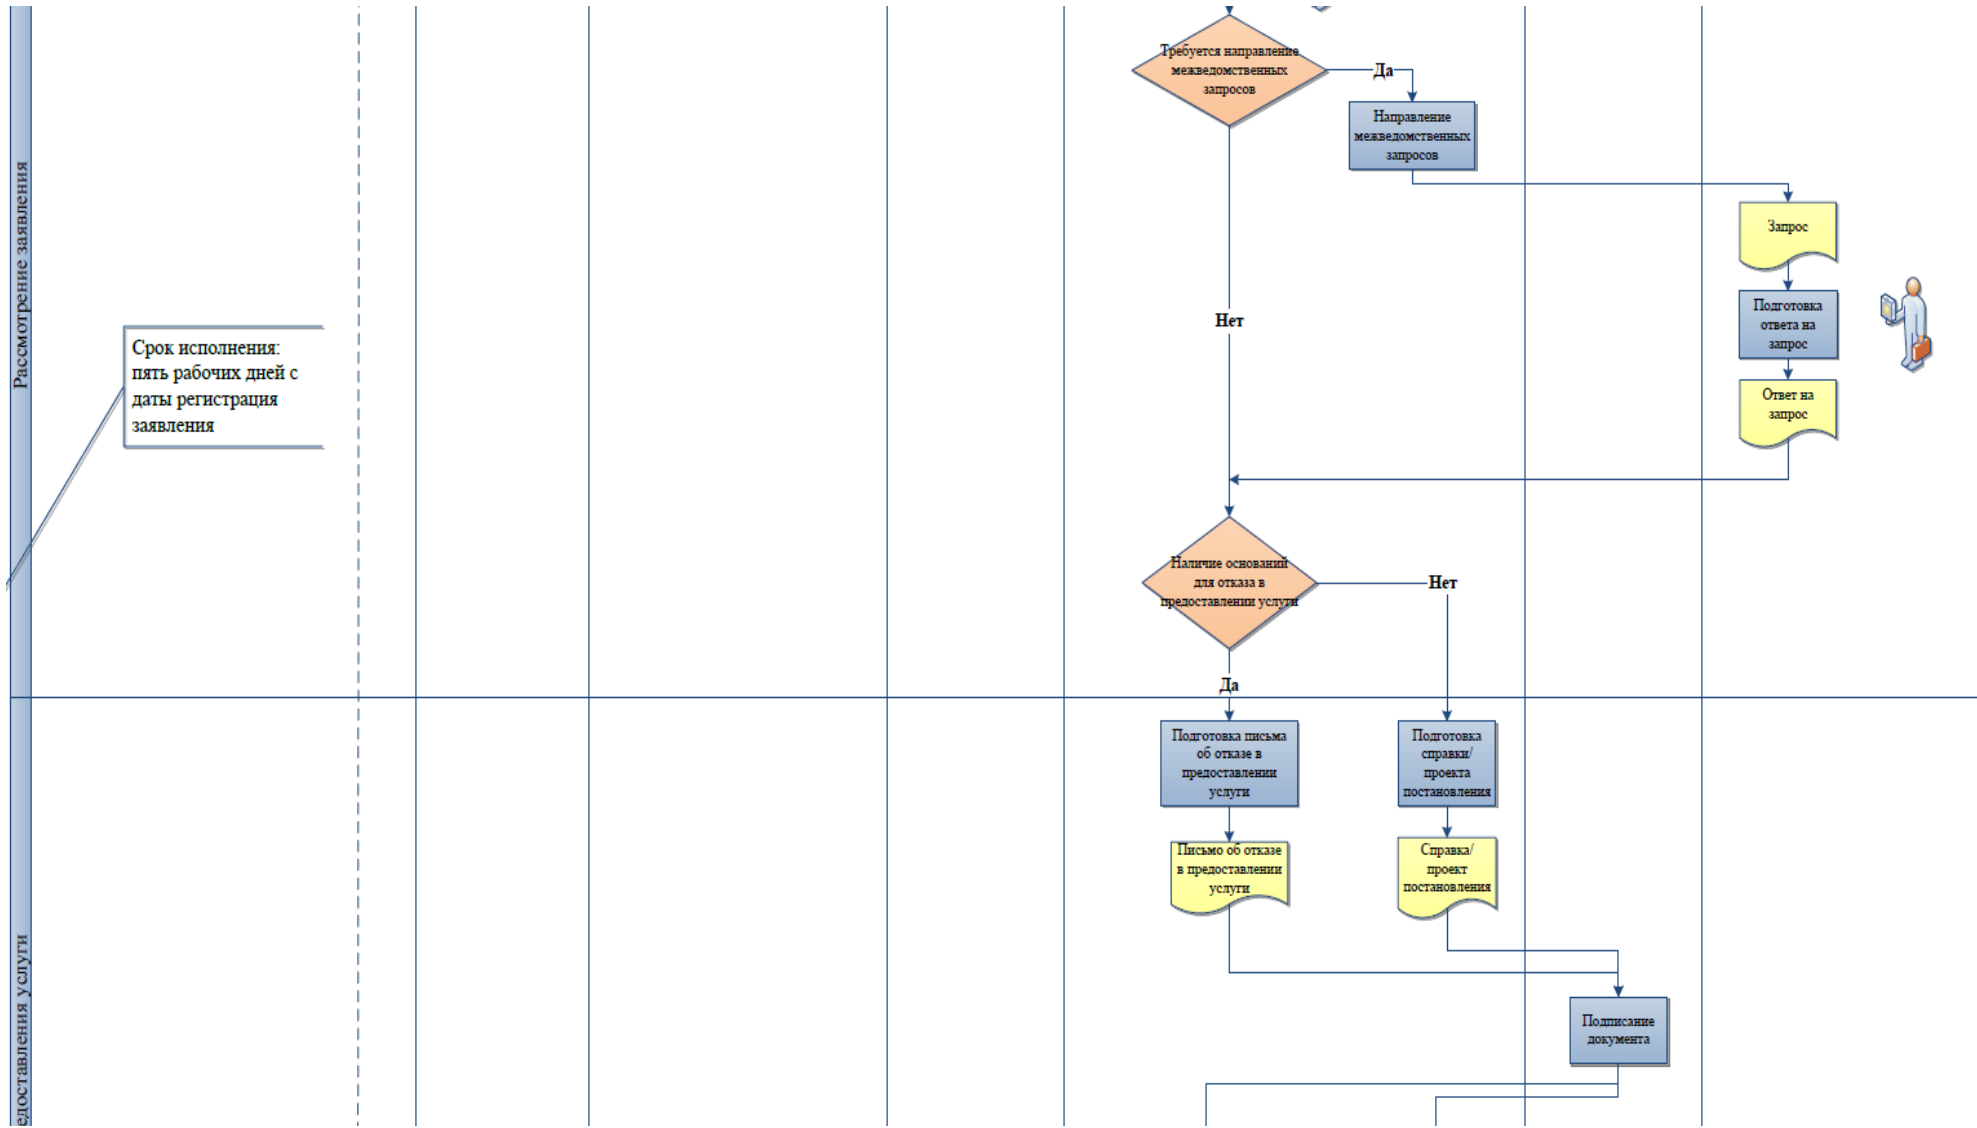 Требуется направление
межведомственных
запросов
Да
Направление
межведомственных
запросов
Рассмотрение заявления
Запрос
Подготовка
ответа на
запрос
Нет
Срок исполнения:
пять рабочих дней с
даты регистрация
заявления
Ответ на
запрос
Наличие оснований
для отказа в
предоставлении услуги
Нет
Да
Подготовка письма
об отказе в
предоставлении
услуги
Подготовка
справки/
проекта
постановления
Письмо об отказе
в предоставлении
услуги
Справка/
проект
постановления
едоставления услуги
Подписание
документа